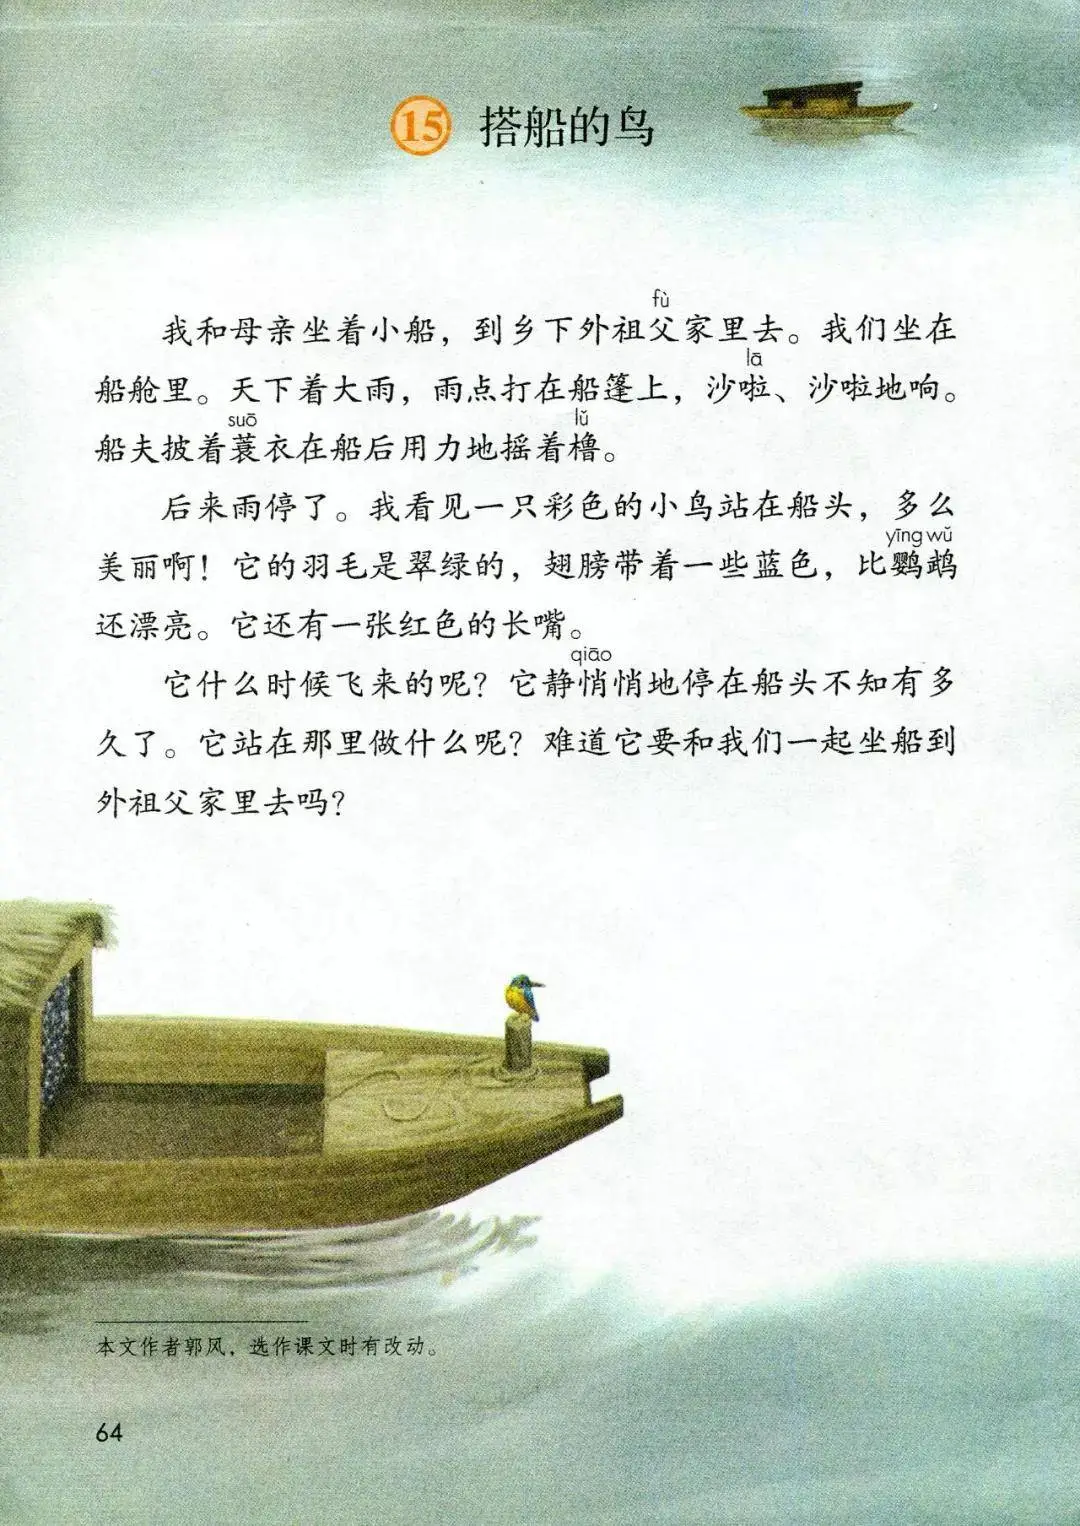 15 搭船的鸟
fù
我和母亲坐着小船，到乡下外祖父家里去。我们坐在
lā
船舱里。天下着大雨，雨点打在船篷上，沙啦、沙啦地响。
suō lǔ
船夫披着蓑衣在船后用力地摇着橹。
后来雨停了。我看见一只彩色的小鸟站在船头，多么
yīng wǔ
美丽啊！它的羽毛是翠绿的，翅膀带着一些蓝色，比鹦鹉
还漂亮。它还有一张红色的长嘴。
qiāo
它什么时候飞来的呢？它静悄悄地停在船头不知有多
久了。它站在那里做什么呢？难道它要和我们一起坐船到
外祖父家里去吗？
本文作者郭风，选作课文时有改动。
64